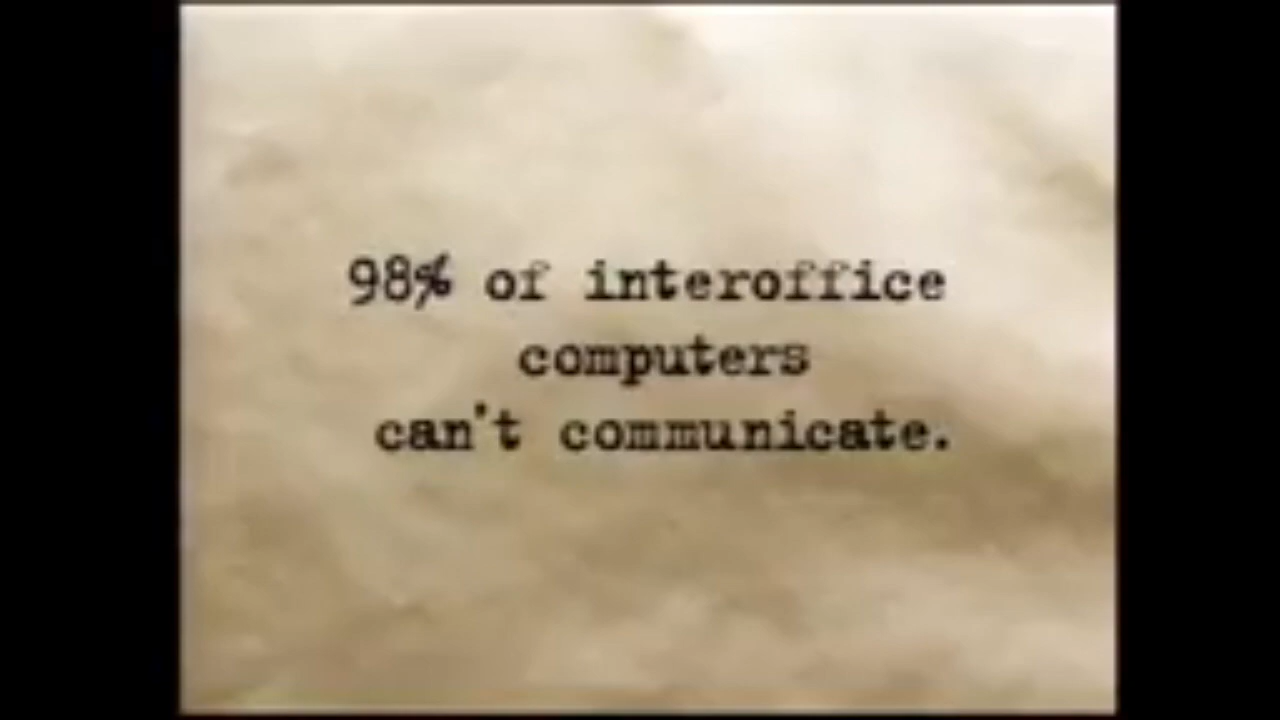 98% of interoffice
computers
can't communicate.